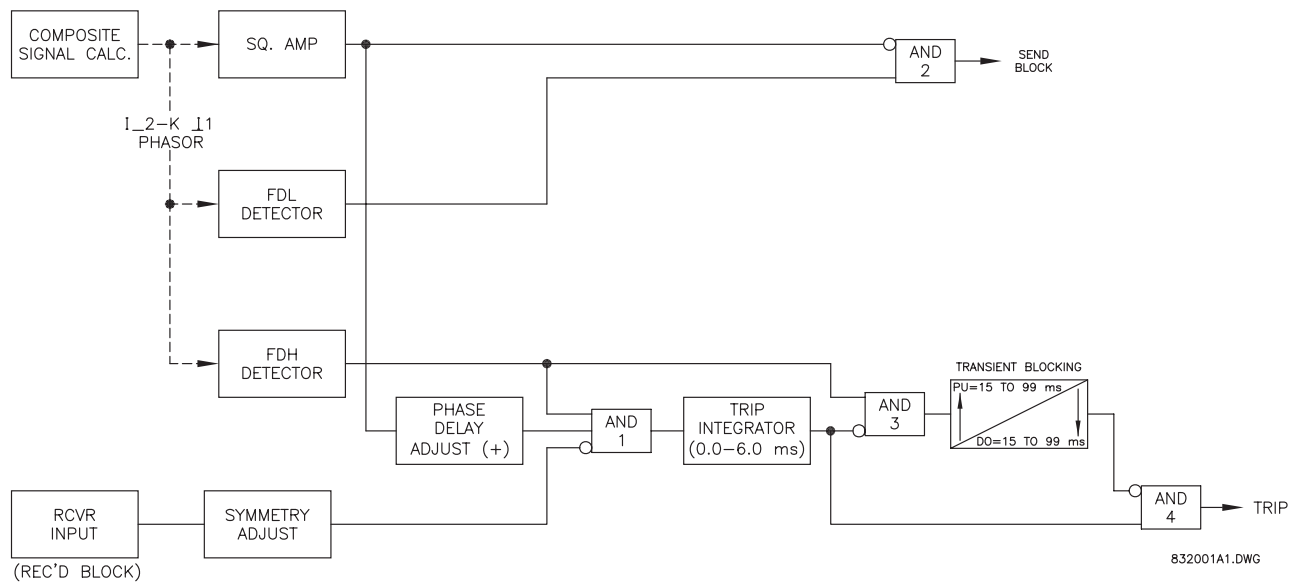 COMPOSITE
SIGNAL CALC.
SQ. AMP
AND
2
SEND
BLOCK
I_2-K I_1
PHASOR
FDL
DETECTOR
FDH
DETECTOR
TRANSIENT BLOCKING
PU=15 TO 99 ms
DO=15 TO 99 ms
PHASE
DELAY
ADJUST (+)
AND
1
TRIP
INTEGRATOR
(0.0-6.0 ms)
AND
3
RCVR
INPUT
(REC'D BLOCK)
SYMMETRY
ADJUST
AND
4
TRIP
832001A1.DWG